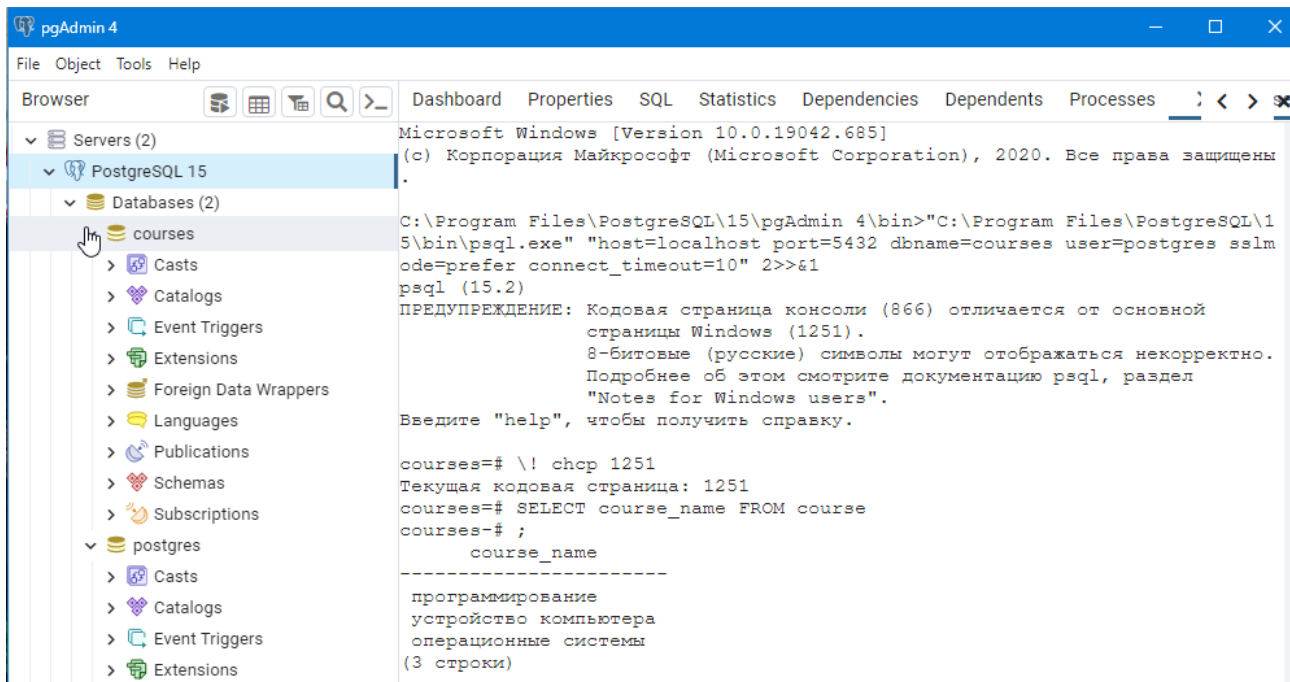 pgAdmin 4
File Object Tools Help
Browser
Dashboard Properties SQL Statistics Dependencies Dependents Processes
Servers (2)
PostgreSQL 15
Databases (2)
courses
Casts
Catalogs
Event Triggers
Extensions
Foreign Data Wrappers
Languages
Publications
Schemas
Subscriptions
postgres
Casts
Catalogs
Event Triggers
Extensions
Microsoft Windows [Version 10.0.19042.685]
(c) Корпорация Майкрософт (Microsoft Corporation), 2020. Все права защищены
.
C:\Program Files\PostgreSQL\15\pgAdmin 4\bin>"C:\Program Files\PostgreSQL\1
5\bin\psql.exe" "host=localhost port=5432 dbname=courses user=postgres sslm
ode=prefer connect_timeout=10" 2>>&1
psql (15.2)
ПРЕДУПРЕЖДЕНИЕ: Кодовая страница консоли (866) отличается от основной
страницы Windows (1251).
8-битовые (русские) символы могут отображаться некорректно.
Подробнее об этом смотрите документацию psql, раздел
"Notes for Windows users".
Введите "help", чтобы получить справку.
courses=# \! chcp 1251
Текущая кодовая страница: 1251
courses=# SELECT course_name FROM course
courses-# ;
course_name
-----------------------
программирование
устройство компьютера
операционные системы
(3 строки)